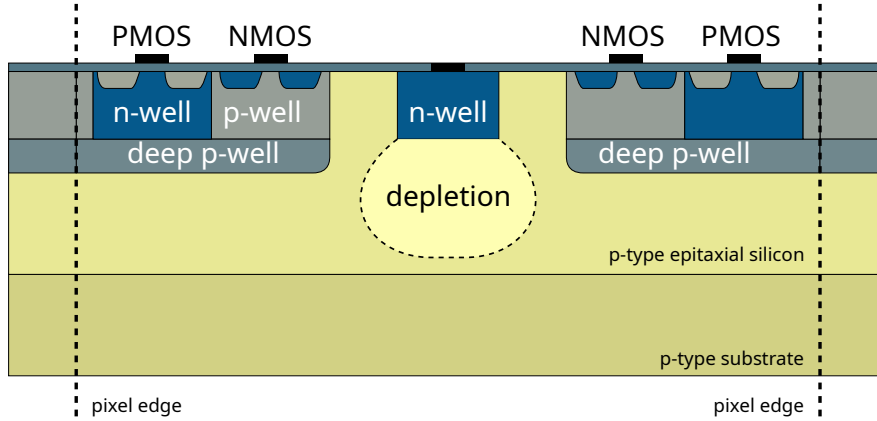 PMOS NMOS NMOS PMOS
n-well p-well n-well
deep p-well deep p-well
depletion
p-type epitaxial silicon
p-type substrate
pixel edge pixel edge